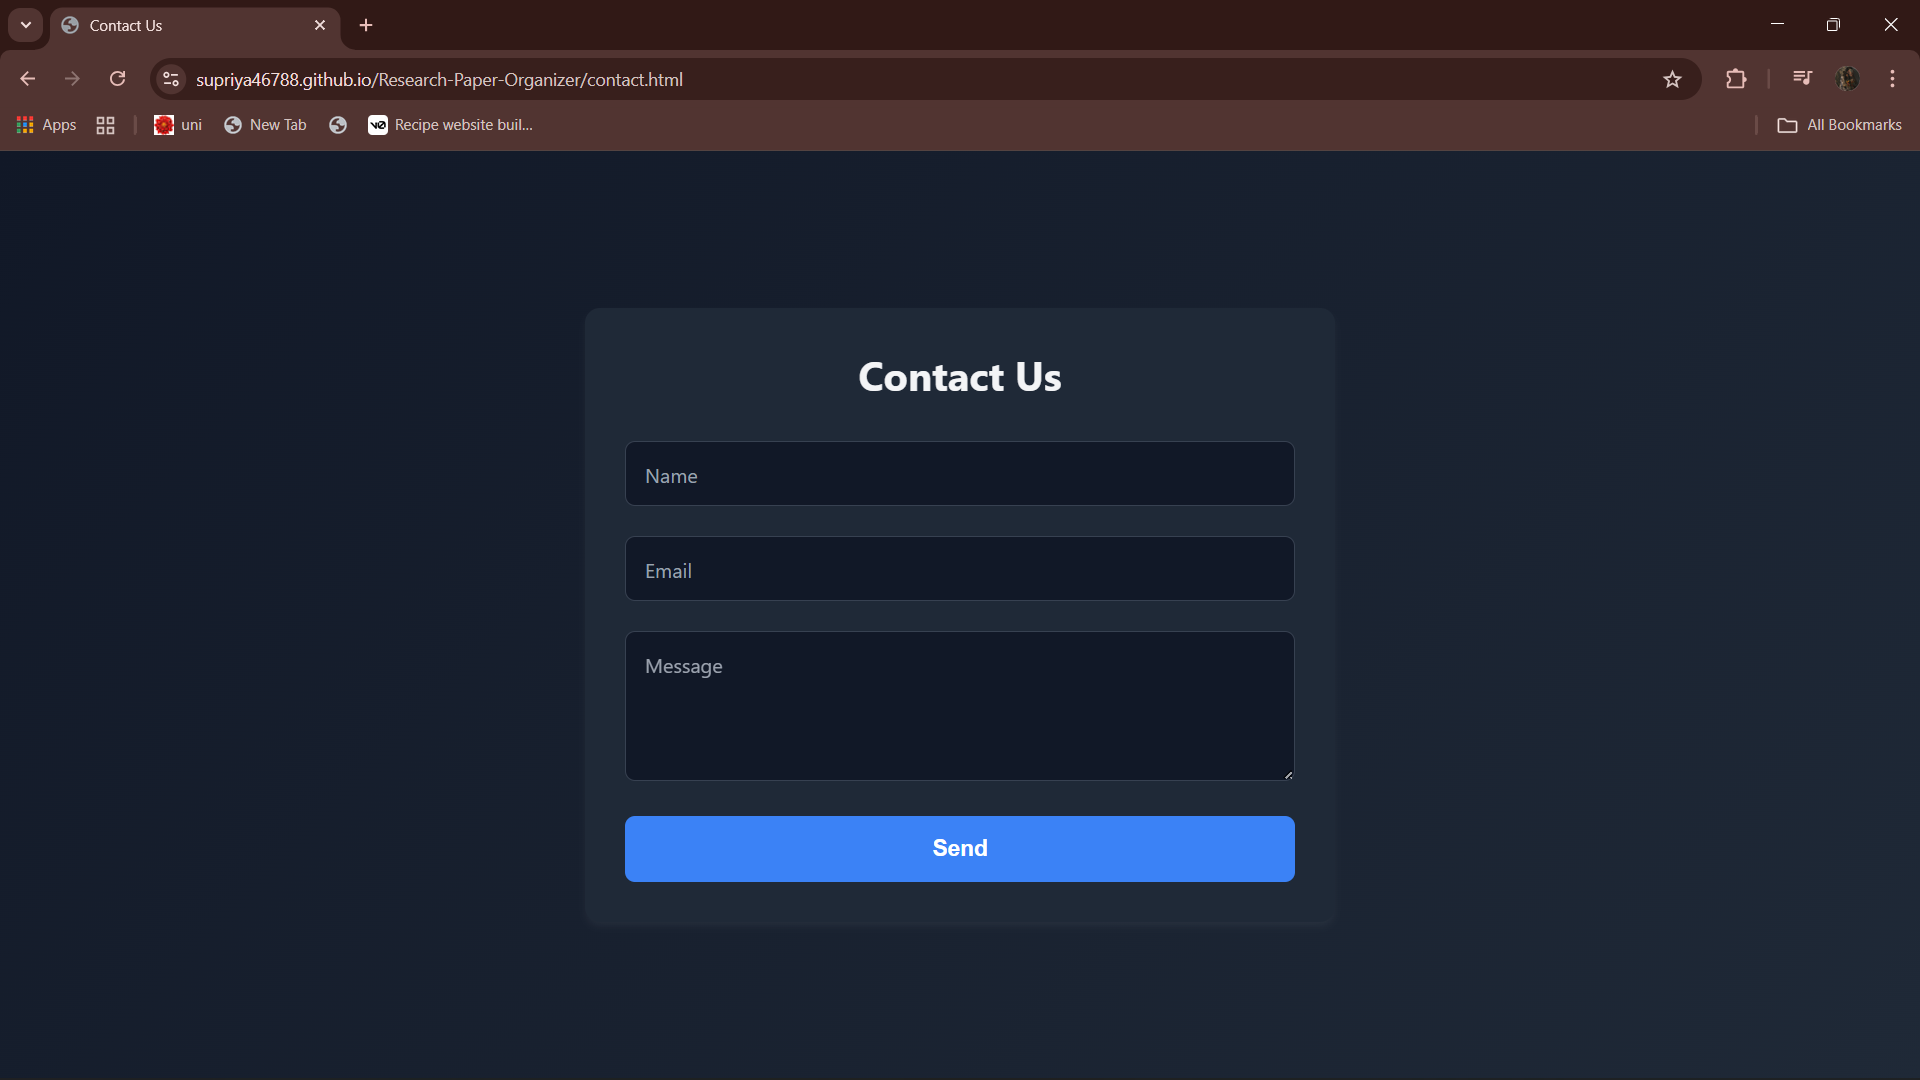 Contact Us
supriya46788.github.io/Research-Paper-Organizer/contact.html
Apps uni New Tab v0 Recipe website buil... All Bookmarks
Contact Us
Name
Email
Message
Send